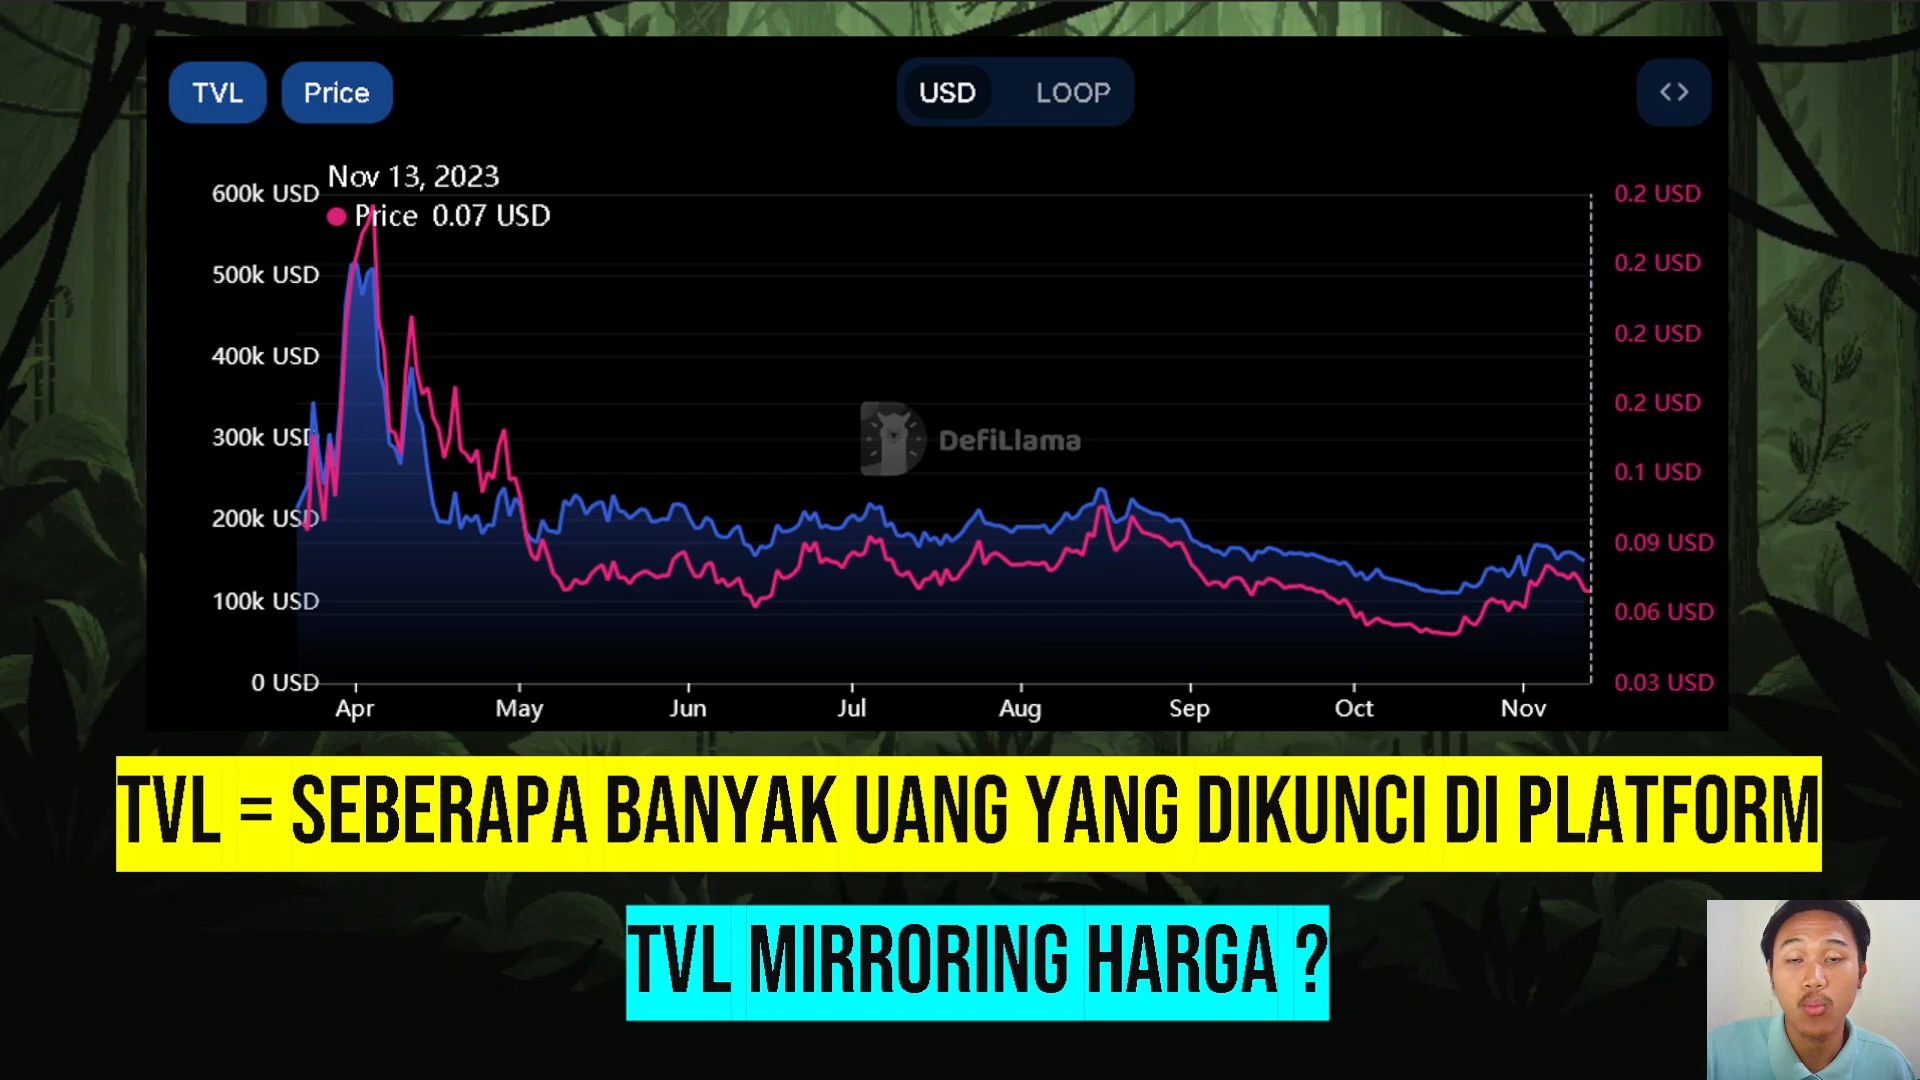 TVL Price USD LOOP <>
Nov 13, 2023
Price 0.07 USD
600k USD
500k USD
400k USD
300k USD
200k USD
100k USD
0 USD
0.2 USD
0.2 USD
0.2 USD
0.2 USD
0.1 USD
0.09 USD
0.06 USD
0.03 USD
DefiLlama
Apr May Jun Jul Aug Sep Oct Nov
TVL = SEBERAPA BANYAK UANG YANG DIKUNCI DI PLATFORM
TVL MIRRORING HARGA ?